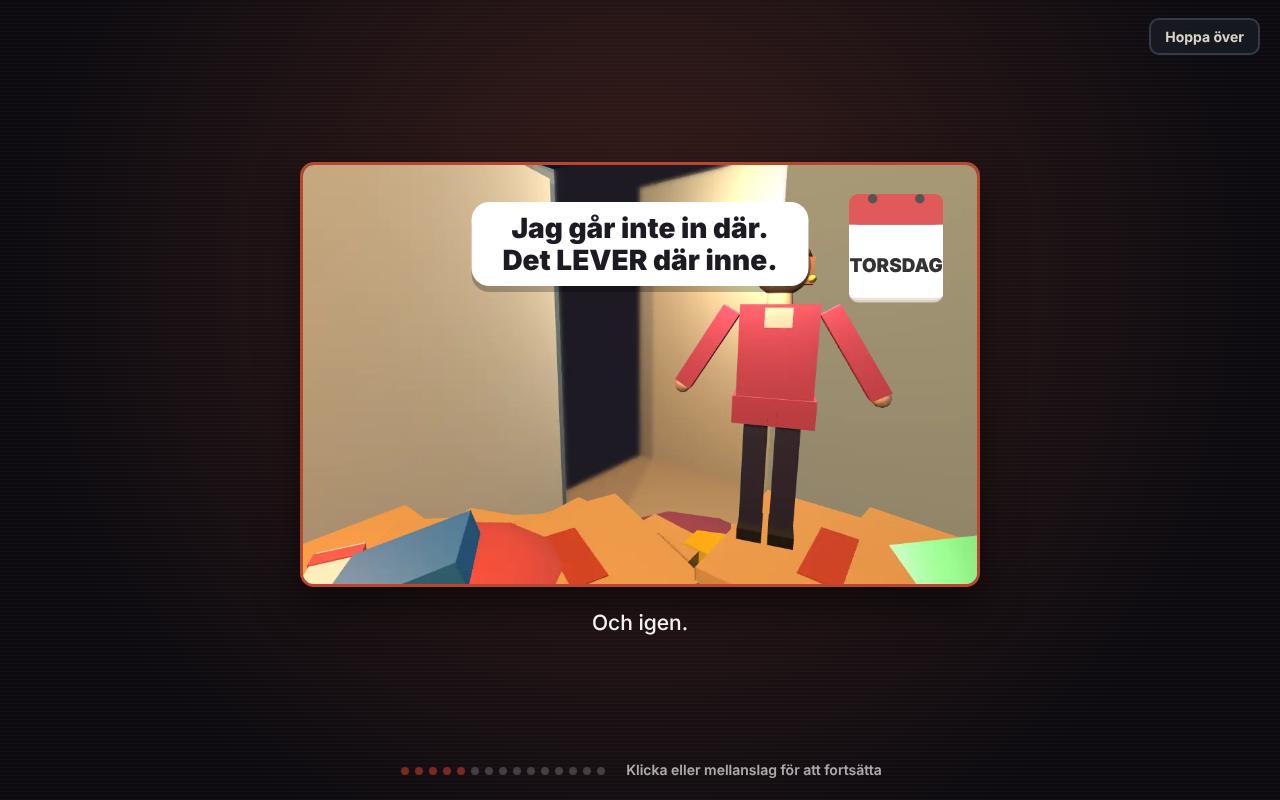 Hoppa över
Jag går inte in där.
Det LEVER där inne.
TORSDAG
Och igen.
Klicka eller mellanslag för att fortsätta